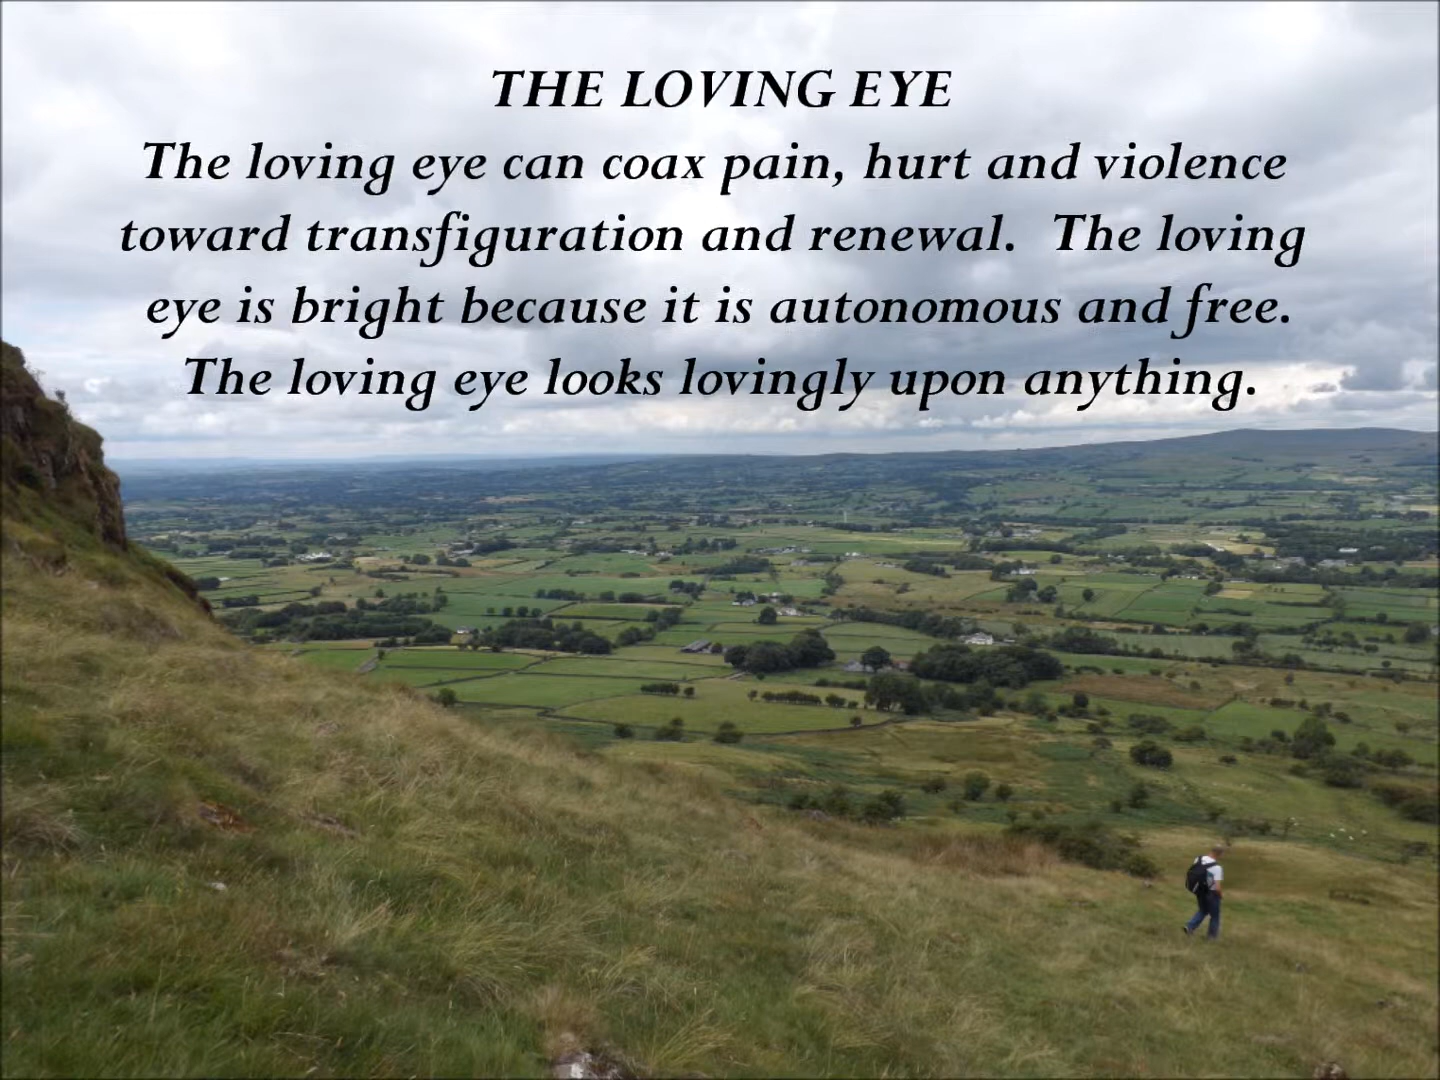 THE LOVING EYE
The loving eye can coax pain, hurt and violence
toward transfiguration and renewal.  The loving
eye is bright because it is autonomous and free.
The loving eye looks lovingly upon anything.